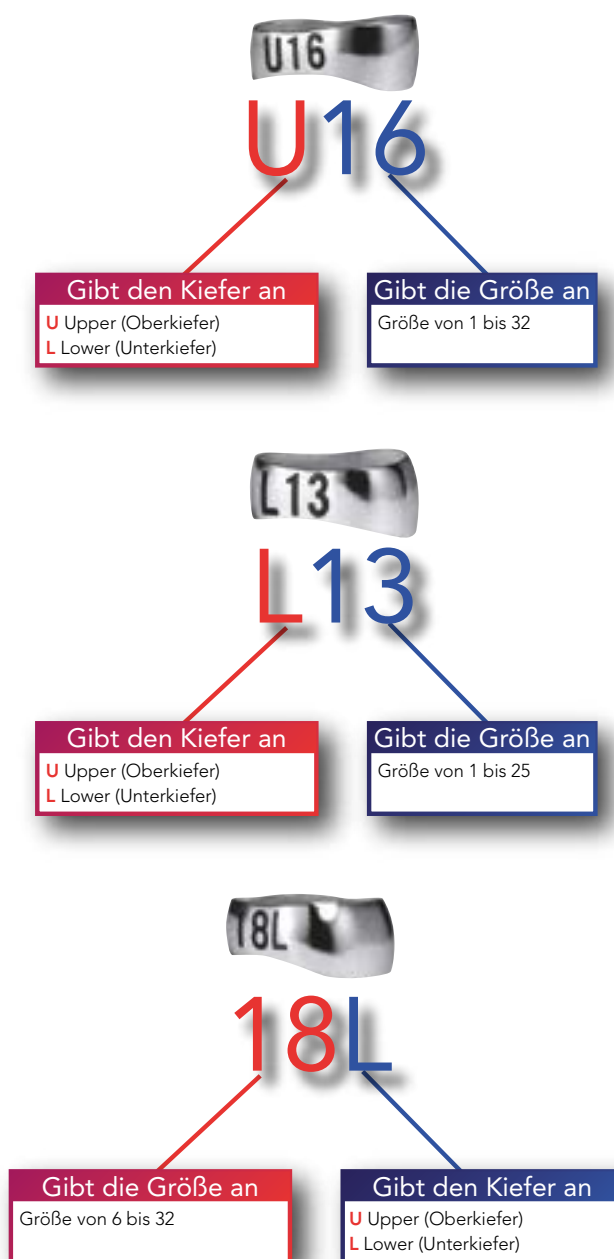 U16
U16
Gibt den Kiefer an
U Upper (Oberkiefer)
L Lower (Unterkiefer)
Gibt die Größe an
Größe von 1 bis 32
L13
L13
Gibt den Kiefer an
U Upper (Oberkiefer)
L Lower (Unterkiefer)
Gibt die Größe an
Größe von 1 bis 25
18L
18L
Gibt die Größe an
Größe von 6 bis 32
Gibt den Kiefer an
U Upper (Oberkiefer)
L Lower (Unterkiefer)